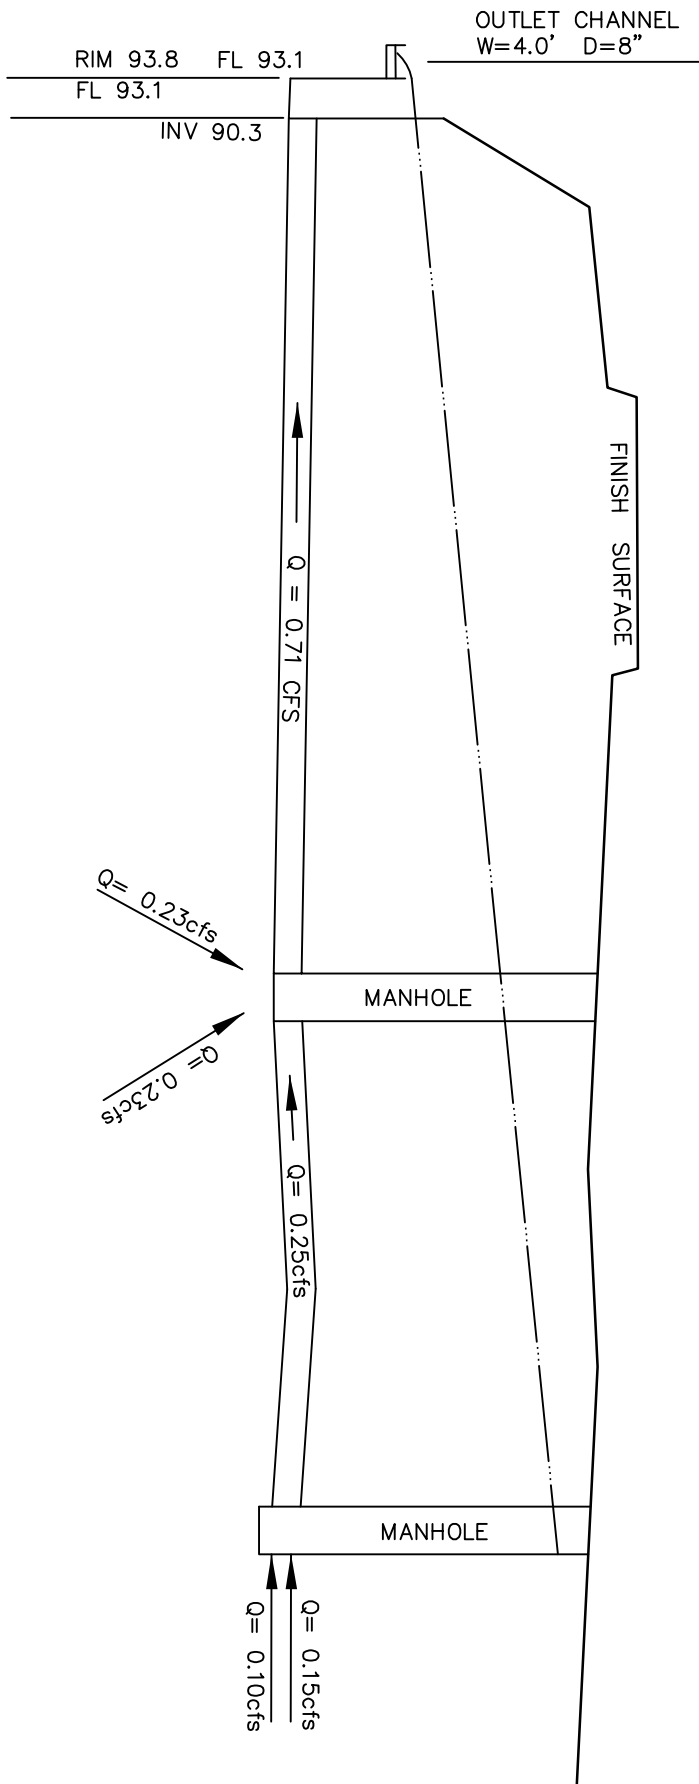 OUTLET CHANNEL
W=4.0' D=8"
RIM 93.8 FL 93.1
FL 93.1
INV 90.3
FINISH SURFACE
Q = 0.71 CFS
Q= 0.23cfs
MANHOLE
Q= 0.23cfs
Q= 0.25cfs
MANHOLE
Q= 0.15cfs
Q= 0.10cfs